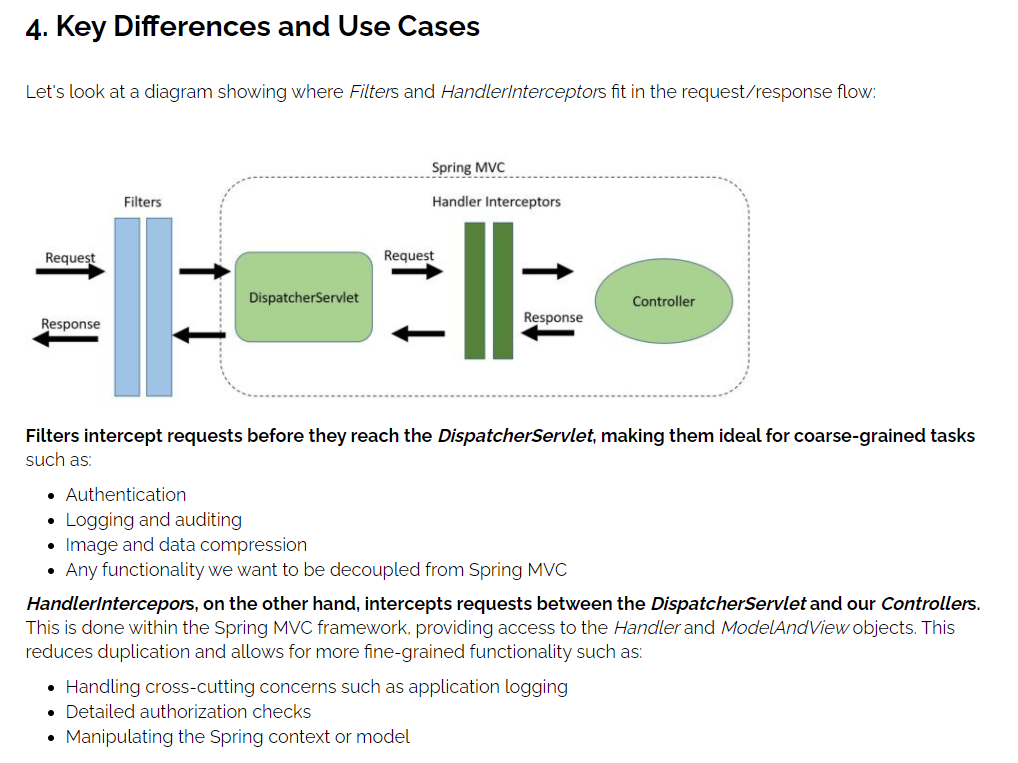 4. Key Differences and Use Cases
Let's look at a diagram showing where Filters and HandlerInterceptors fit in the request/response flow:
Spring MVC
Filters
Handler Interceptors
Request
Request
DispatcherServlet
Controller
Response
Response
Filters intercept requests before they reach the DispatcherServlet, making them ideal for coarse-grained tasks
such as:
• Authentication
• Logging and auditing
• Image and data compression
• Any functionality we want to be decoupled from Spring MVC
HandlerIntercepors, on the other hand, intercepts requests between the DispatcherServlet and our Controllers.
This is done within the Spring MVC framework, providing access to the Handler and ModelAndView objects. This
reduces duplication and allows for more fine-grained functionality such as:
• Handling cross-cutting concerns such as application logging
• Detailed authorization checks
• Manipulating the Spring context or model